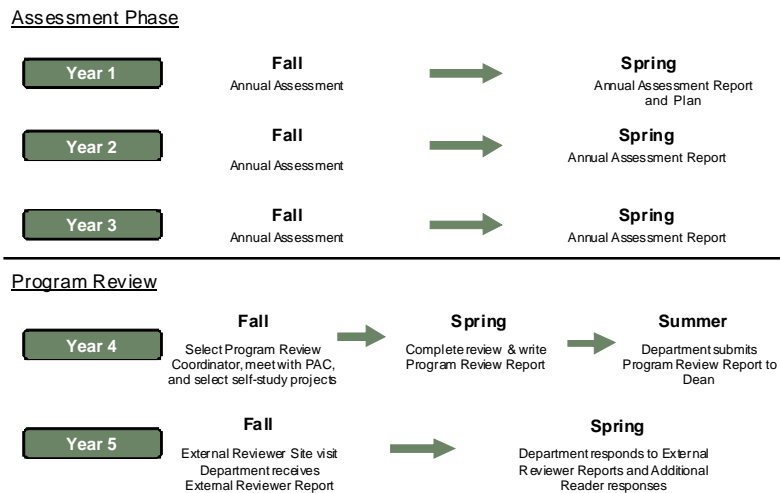 Assessment Phase
Year 1
Fall
Annual Assessment
Spring
Annual Assessment Report
and Plan
Year 2
Fall
Annual Assessment
Spring
Annual Assessment Report
Year 3
Fall
Annual Assessment
Spring
Annual Assessment Report
Program Review
Year 4
Fall
Select Program Review
Coordinator, meet with PAC,
and select self-study projects
Spring
Complete review & write
Program Review Report
Summer
Department submits
Program Review Report to
Dean
Year 5
Fall
External Reviewer Site visit
Department receives
External Reviewer Report
Spring
Department responds to External
Reviewer Reports and Additional
Reader responses